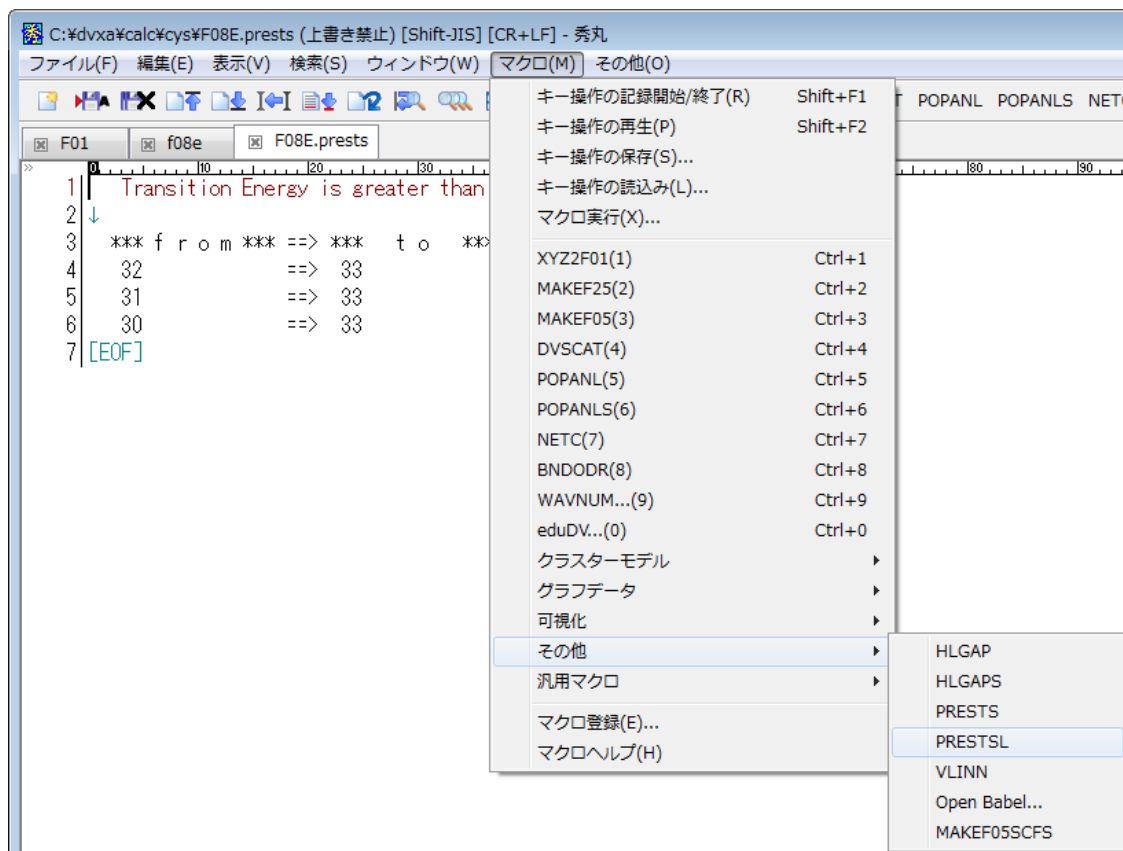 C:¥dvxa¥calc¥cys¥F08E.prests (上書き禁止) [Shift-JIS] [CR+LF] - 秀丸
ファイル(F) 編集(E) 表示(V) 検索(S) ウィンドウ(W) マクロ(M) その他(O)
POPANL POPANLS
F01 f08e F08E.prests
0 10 20 30 80 90
1 Transition Energy is greater than
2 ↓
3 *** f r o m *** ==> *** t o
4 32 ==> 33
5 31 ==> 33
6 30 ==> 33
7 [EOF]
キー操作の記録開始/終了(R) Shift+F1
キー操作の再生(P) Shift+F2
キー操作の保存(S)...
キー操作の読込み(L)...
マクロ実行(X)...
XYZ2F01(1) Ctrl+1
MAKEF25(2) Ctrl+2
MAKEF05(3) Ctrl+3
DVSCAT(4) Ctrl+4
POPANL(5) Ctrl+5
POPANLS(6) Ctrl+6
NETC(7) Ctrl+7
BNDODR(8) Ctrl+8
WAVNUM...(9) Ctrl+9
eduDV...(0) Ctrl+0
クラスターモデル
グラフデータ
可視化
その他
汎用マクロ
マクロ登録(E)...
マクロヘルプ(H)
HLGAP
HLGAPS
PRESTS
PRESTSL
VLINN
Open Babel...
MAKEF05SCFS